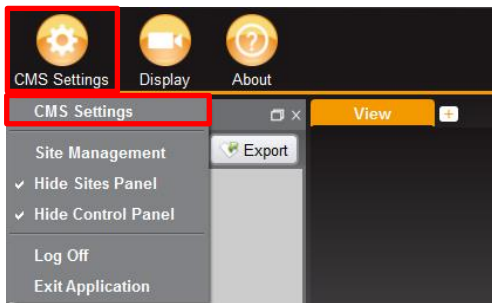 CMS Settings Display About
CMS Settings View
Site Management Export
Hide Sites Panel
Hide Control Panel
Log Off
Exit Application